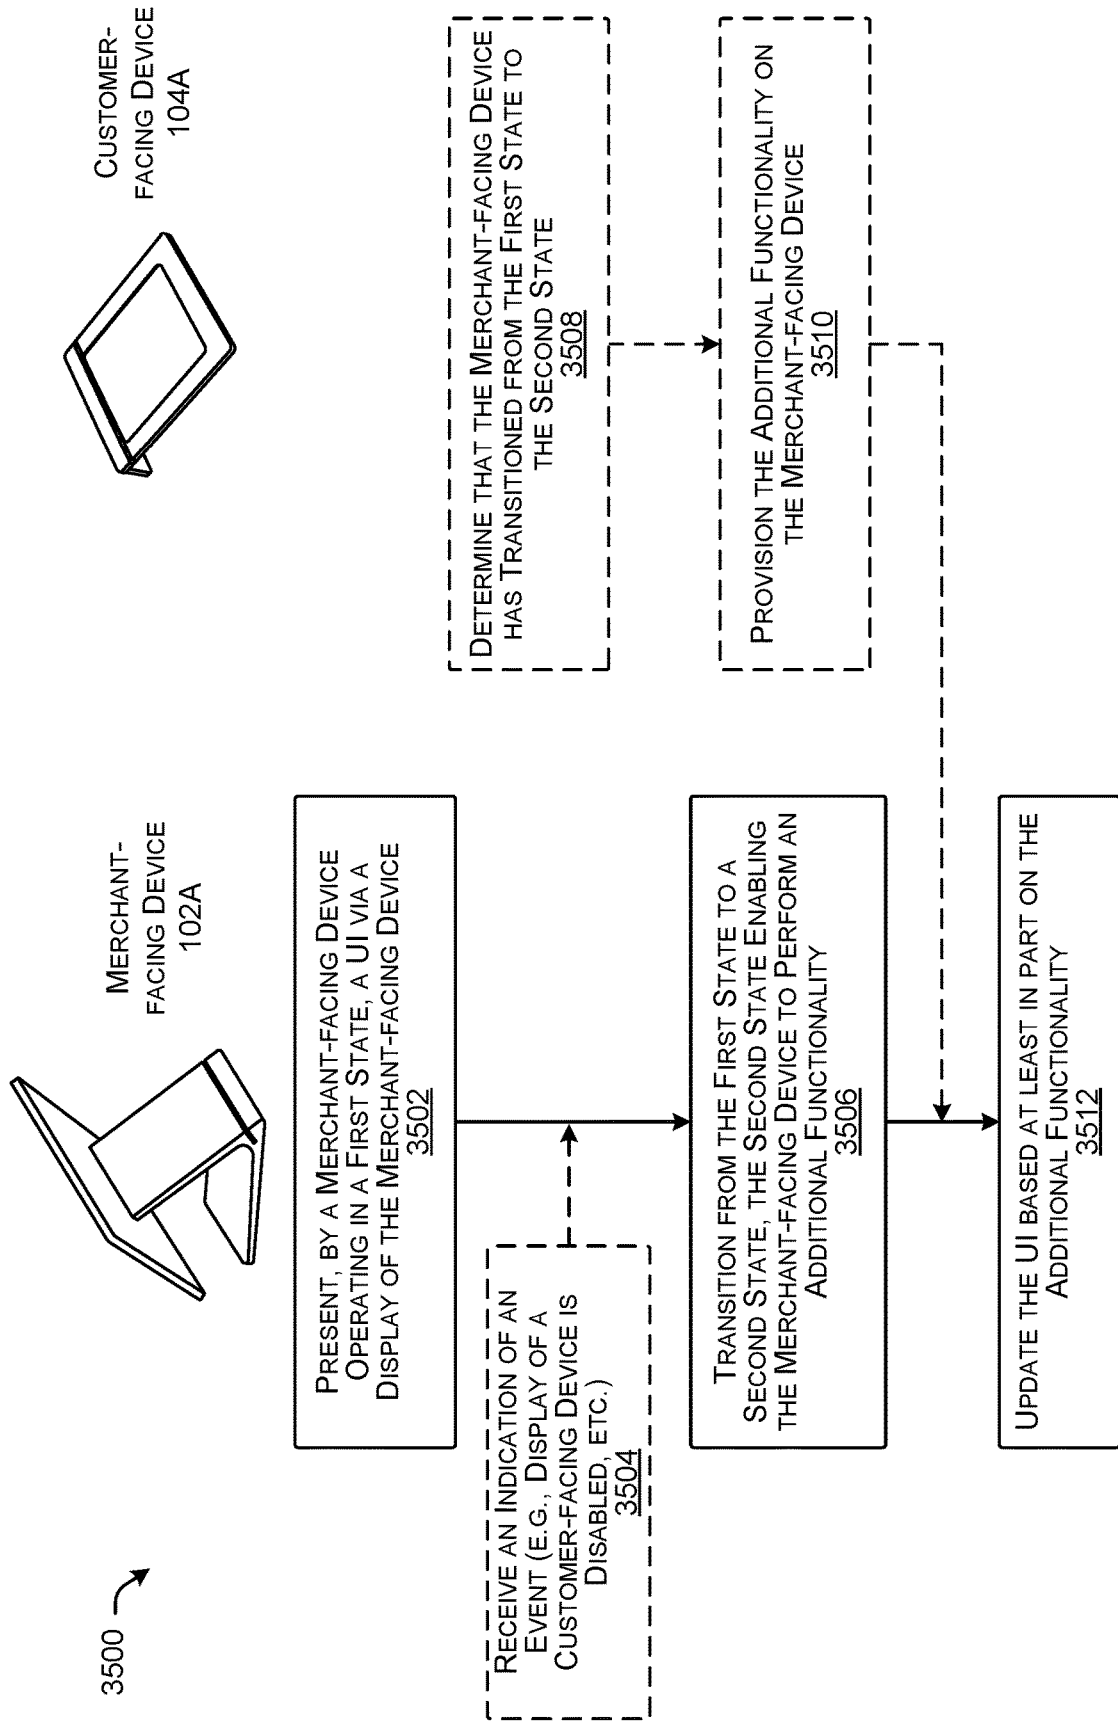 3500
MERCHANT-
FACING DEVICE
102A
CUSTOMER-
FACING DEVICE
104A
PRESENT, BY A MERCHANT-FACING DEVICE
OPERATING IN A FIRST STATE, A UI VIA A
DISPLAY OF THE MERCHANT-FACING DEVICE
3502
RECEIVE AN INDICATION OF AN
EVENT (E.G., DISPLAY OF A
CUSTOMER-FACING DEVICE IS
DISABLED, ETC.)
3504
TRANSITION FROM THE FIRST STATE TO A
SECOND STATE, THE SECOND STATE ENABLING
THE MERCHANT-FACING DEVICE TO PERFORM AN
ADDITIONAL FUNCTIONALITY
3506
DETERMINE THAT THE MERCHANT-FACING DEVICE
HAS TRANSITIONED FROM THE FIRST STATE TO
THE SECOND STATE
3508
PROVISION THE ADDITIONAL FUNCTIONALITY ON
THE MERCHANT-FACING DEVICE
3510
UPDATE THE UI BASED AT LEAST IN PART ON THE
ADDITIONAL FUNCTIONALITY
3512